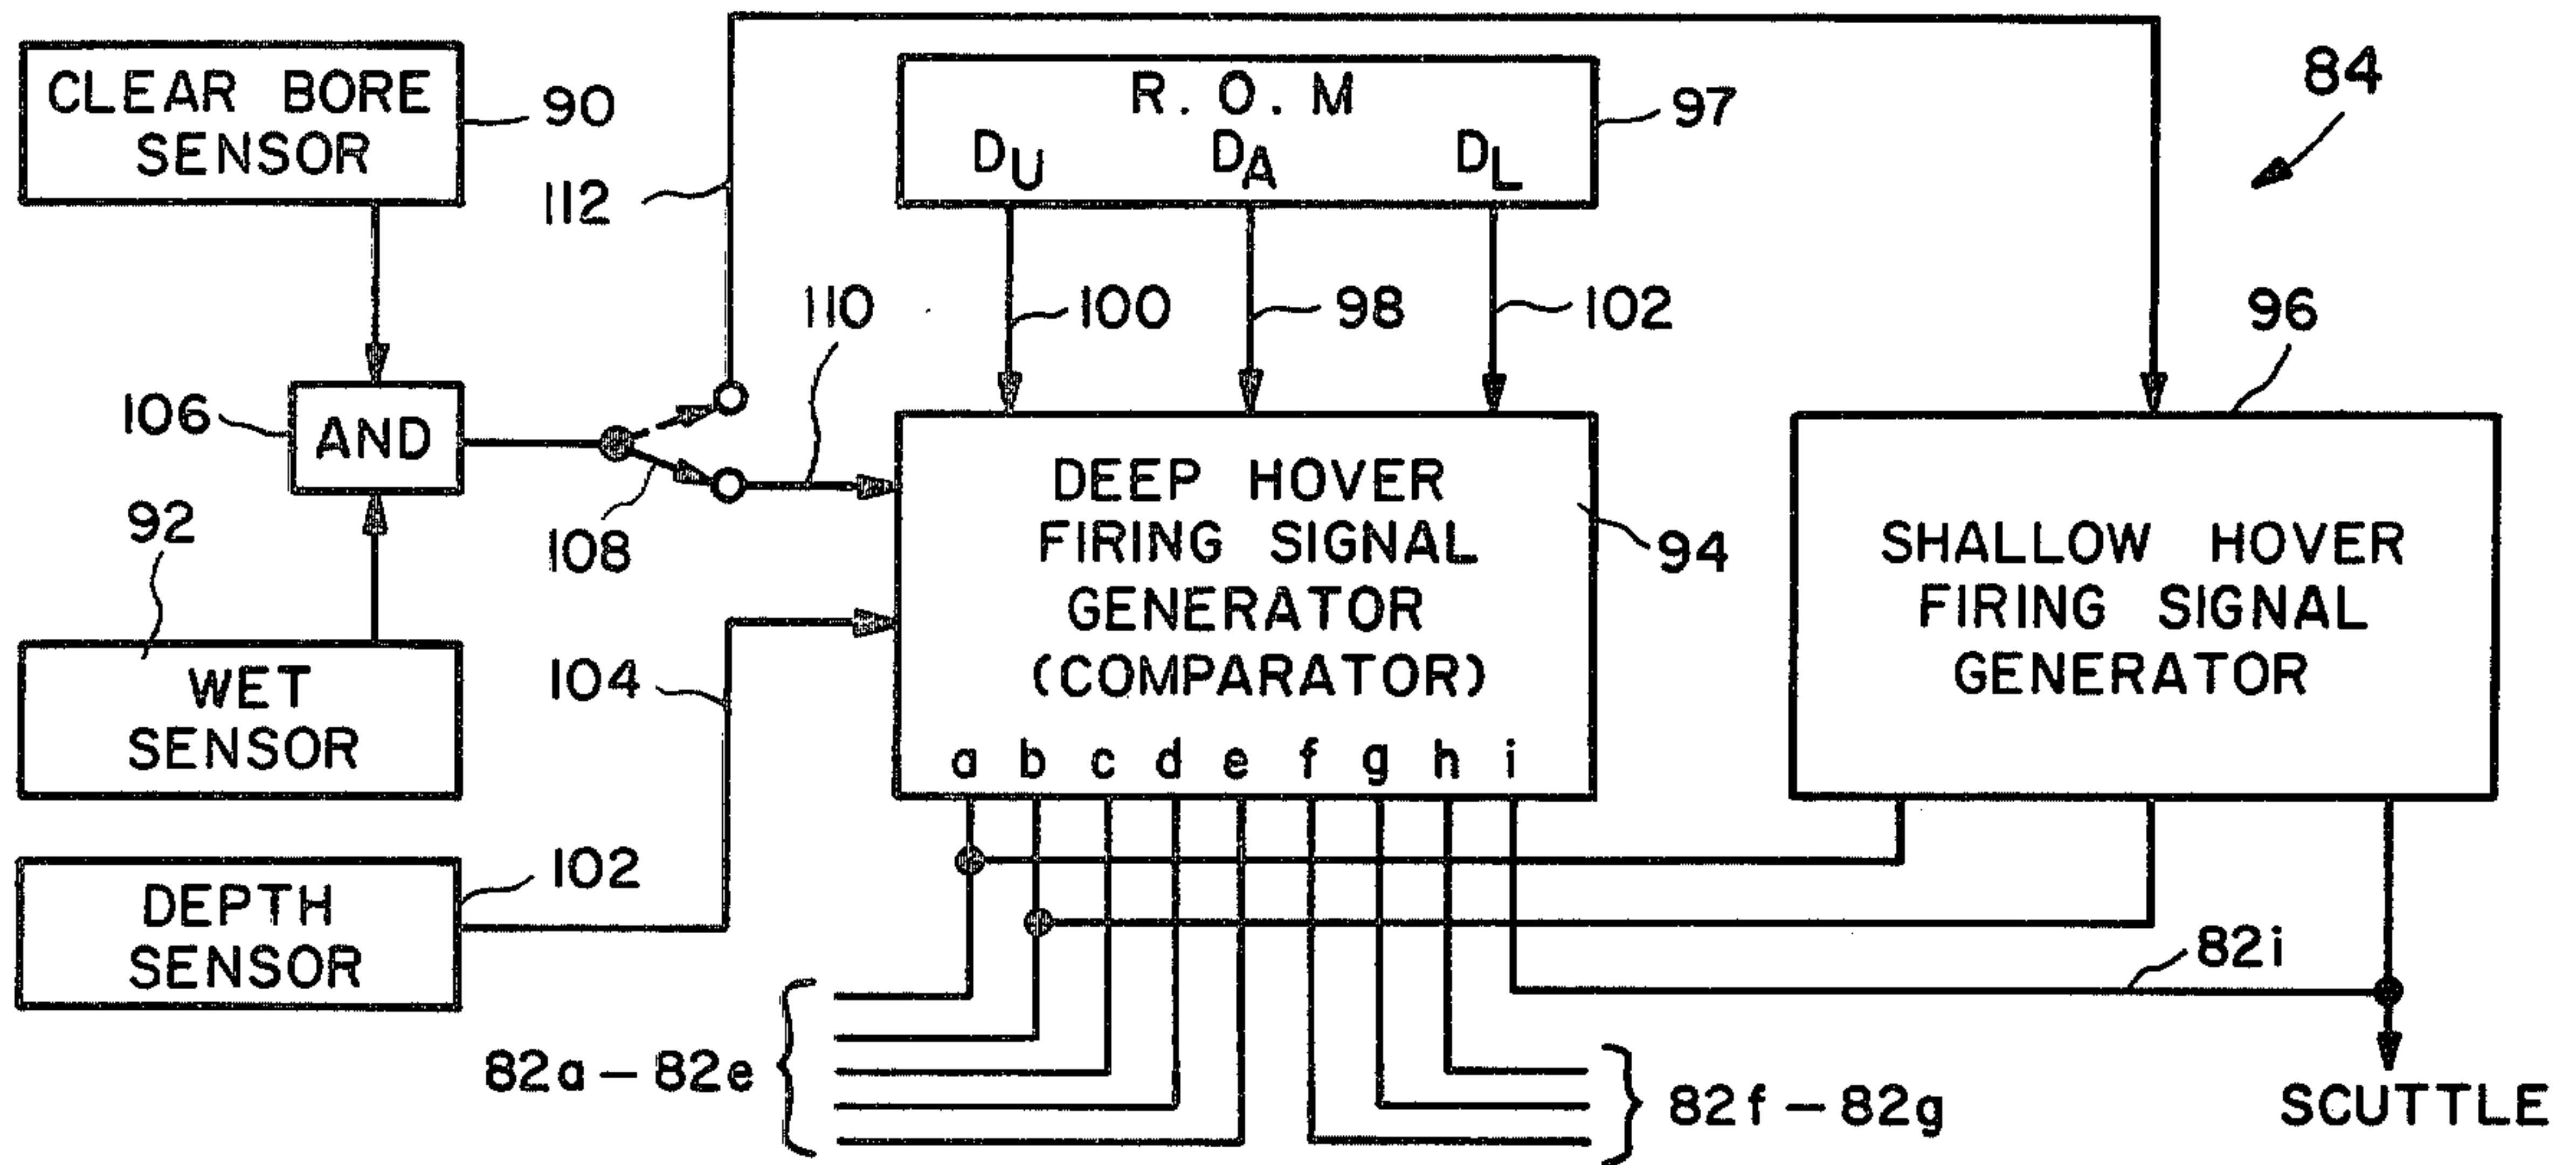 CLEAR BORE
SENSOR
90
112
R. O. M
DU DA DL
97
84
110
100
98
102
96
106
AND
108
92
WET
SENSOR
104
DEEP HOVER
FIRING SIGNAL
GENERATOR
(COMPARATOR)
94
a b c d e f g h i
SHALLOW HOVER
FIRING SIGNAL
GENERATOR
DEPTH
SENSOR
102
82i
82a – 82e
82f – 82g
SCUTTLE